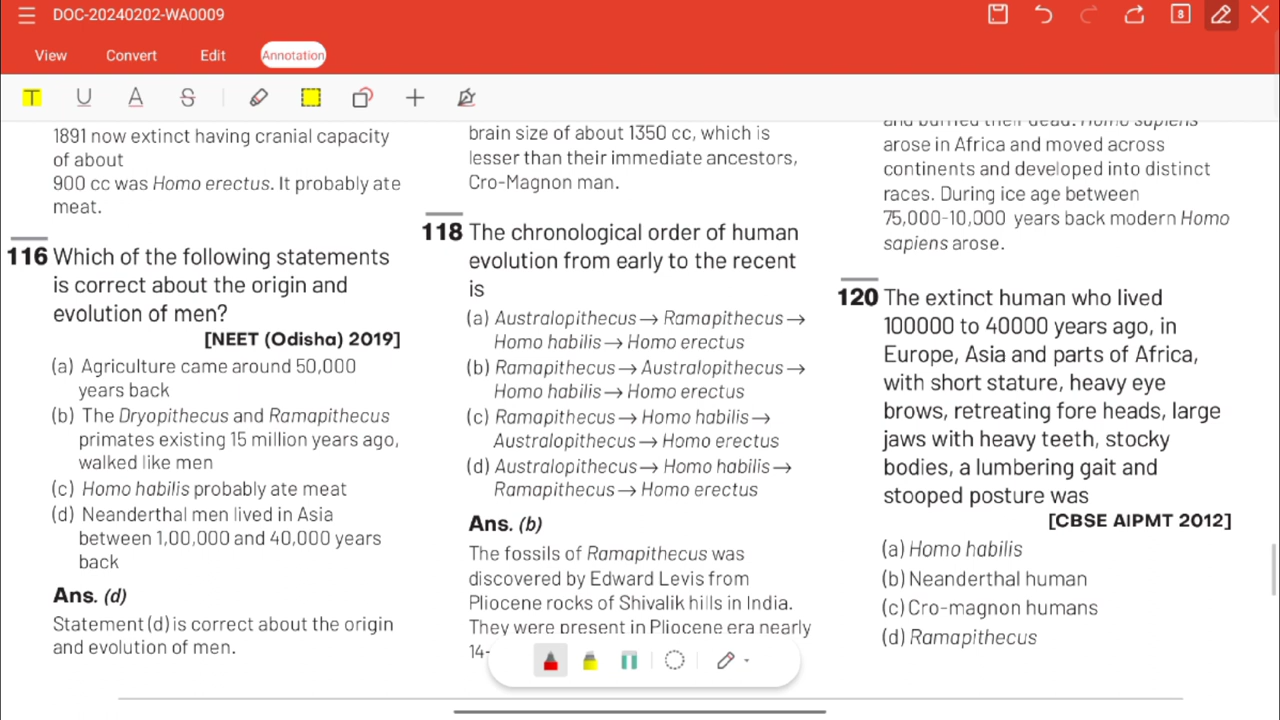 DOC-20240202-WA0009
8
View Convert Edit Annotation
T U A S
1891 now extinct having cranial capacity
of about
900 cc was Homo erectus. It probably ate
meat.
116 Which of the following statements
is correct about the origin and
evolution of men?
[NEET (Odisha) 2019]
(a) Agriculture came around 50,000
years back
(b) The Dryopithecus and Ramapithecus
primates existing 15 million years ago,
walked like men
(c) Homo habilis probably ate meat
(d) Neanderthal men lived in Asia
between 1,00,000 and 40,000 years
back
Ans. (d)
Statement (d) is correct about the origin
and evolution of men.
brain size of about 1350 cc, which is
lesser than their immediate ancestors,
Cro-Magnon man.
118 The chronological order of human
evolution from early to the recent
is
(a) Australopithecus → Ramapithecus →
Homo habilis → Homo erectus
(b) Ramapithecus → Australopithecus →
Homo habilis → Homo erectus
(c) Ramapithecus → Homo habilis →
Australopithecus → Homo erectus
(d) Australopithecus → Homo habilis →
Ramapithecus → Homo erectus
Ans. (b)
The fossils of Ramapithecus was
discovered by Edward Levis from
Pliocene rocks of Shivalik hills in India.
They were present in Pliocene era nearly
14-
and burried their dead. Homo sapiens
arose in Africa and moved across
continents and developed into distinct
races. During ice age between
75,000-10,000 years back modern Homo
sapiens arose.
120 The extinct human who lived
100000 to 40000 years ago, in
Europe, Asia and parts of Africa,
with short stature, heavy eye
brows, retreating fore heads, large
jaws with heavy teeth, stocky
bodies, a lumbering gait and
stooped posture was
[CBSE AIPMT 2012]
(a) Homo habilis
(b) Neanderthal human
(c) Cro-magnon humans
(d) Ramapithecus